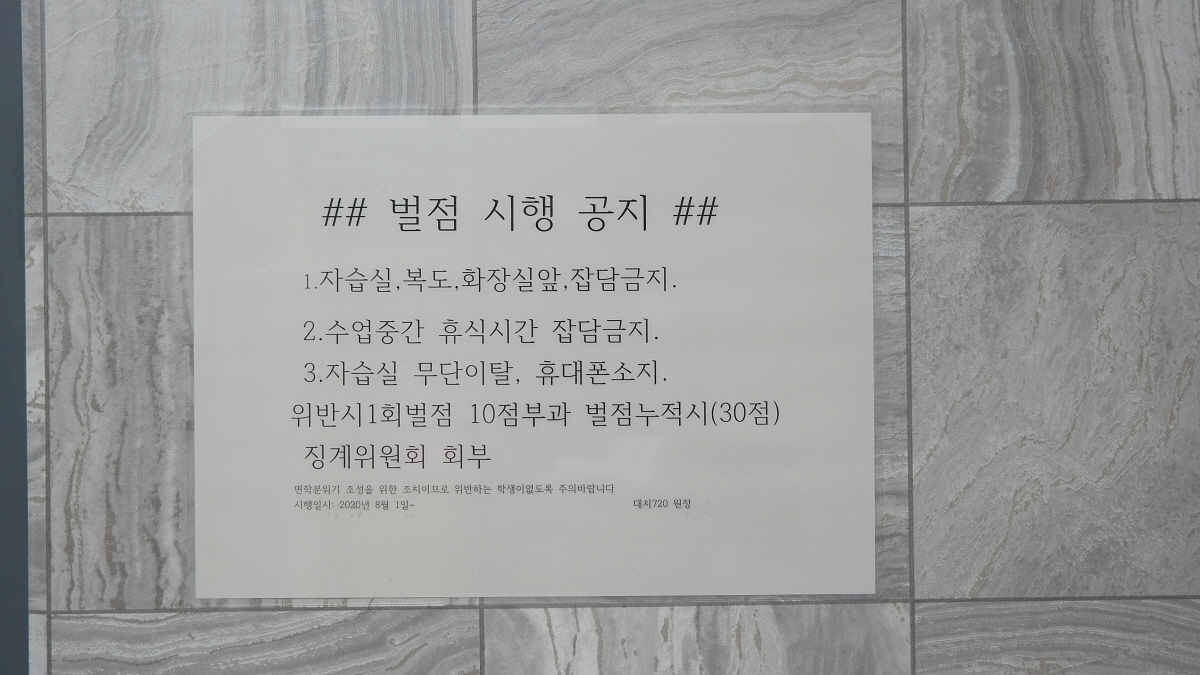 ## 벌점 시행 공지 ##
1.자습실,복도,화장실앞,잡담금지.
2.수업중간 휴식시간 잡담금지.
3.자습실 무단이탈, 휴대폰소지.
위반시1회벌점 10점부과 벌점누적시(30점)
징계위원회 회부
면학분위기 조성을 위한 조치이므로 위반하는 학생이없도록 주의바랍니다
시행일시: 2020년 8월 1일~ 대치720 원장